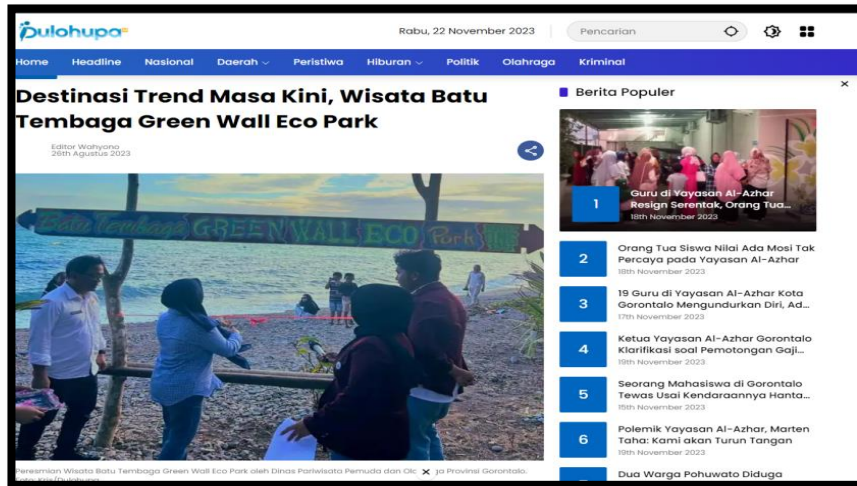 Dulohupa
Rabu, 22 November 2023
Pencarian
Home Headline Nasional Daerah Peristiwa Hiburan Politik Olahraga Kriminal
Destinasi Trend Masa Kini, Wisata Batu
Tembaga Green Wall Eco Park
Editor Wahyono
26th Agustus 2023
Batu Tembaga GREEN WALL ECO Park
Peresmian Wisata Batu Tembaga Green Wall Eco Park oleh Dinas Pariwisata Pemuda dan Ol ga Provinsi Gorontalo.
Foto: Kris/Dulohupa
Berita Populer
1
Guru di Yayasan Al-Azhar
Resign Serentak, Orang Tua...
18th November 2023
2
Orang Tua Siswa Nilai Ada Mosi Tak
Percaya pada Yayasan Al-Azhar
18th November 2023
3
19 Guru di Yayasan Al-Azhar Kota
Gorontalo Mengundurkan Diri, Ad...
17th November 2023
4
Ketua Yayasan Al-Azhar Gorontalo
Klarifikasi soal Pemotongan Gaji...
19th November 2023
5
Seorang Mahasiswa di Gorontalo
Tewas Usai Kendaraannya Hanta...
15th November 2023
6
Polemik Yayasan Al-Azhar, Marten
Taha: Kami akan Turun Tangan
19th November 2023
Dua Warga Pohuwato Diduga